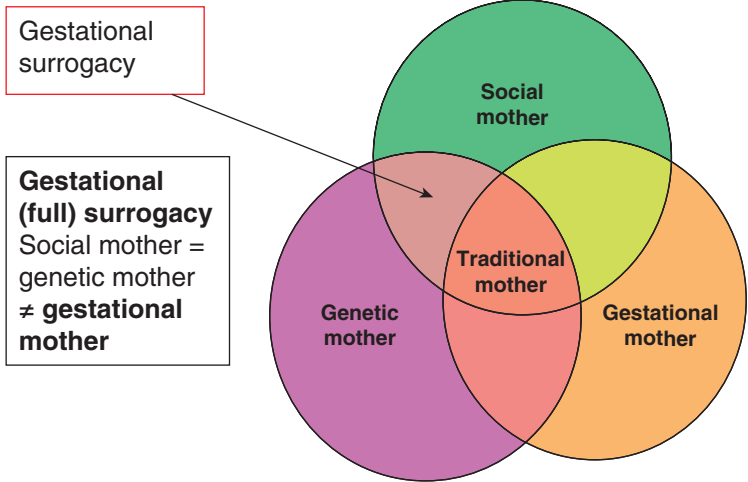 Gestational
surrogacy
Gestational
(full) surrogacy
Social mother =
genetic mother
≠ gestational
mother
Social
mother
Traditional
mother
Genetic
mother
Gestational
mother